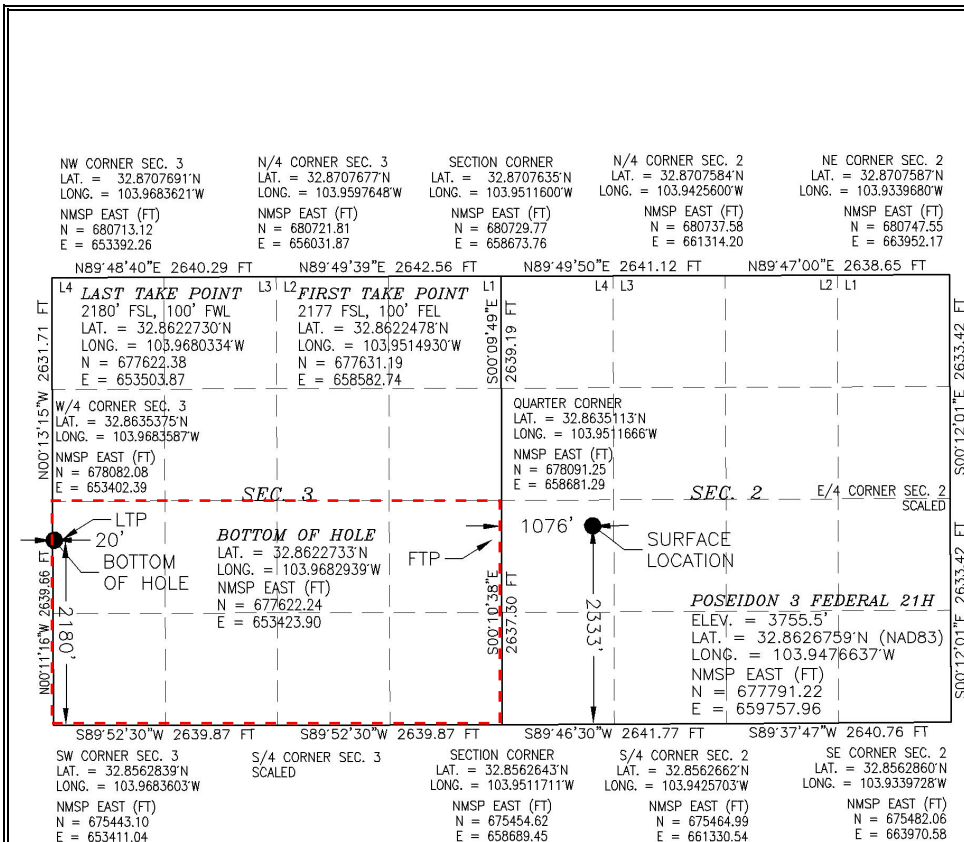 NW CORNER SEC. 3
LAT. = 32.8707691'N
LONG. = 103.9683621'W
NMSP EAST (FT)
N = 680713.12
E = 653392.26
N/4 CORNER SEC. 3
LAT. = 32.8707677'N
LONG. = 103.9597648'W
NMSP EAST (FT)
N = 680721.81
E = 656031.87
SECTION CORNER
LAT. = 32.8707635'N
LONG. = 103.9511600'W
NMSP EAST (FT)
N = 680729.77
E = 658673.76
N/4 CORNER SEC. 2
LAT. = 32.8707584'N
LONG. = 103.9425600'W
NMSP EAST (FT)
N = 680737.58
E = 661314.20
NE CORNER SEC. 2
LAT. = 32.8707587'N
LONG. = 103.9339680'W
NMSP EAST (FT)
N = 680747.55
E = 663952.17
N89°48'40"E 2640.29 FT
N89°49'39"E 2642.56 FT
N89°49'50"E 2641.12 FT
N89°47'00"E 2638.65 FT
L4
L3
L2
L1
L4
L3
L2
L1
LAST TAKE POINT
2180' FSL, 100' FWL
LAT. = 32.8622730'N
LONG. = 103.9680334'W
N = 677622.38
E = 653503.87
FIRST TAKE POINT
2177 FSL, 100' FEL
LAT. = 32.8622478'N
LONG. = 103.9514930'W
N = 677631.19
E = 658582.74
N00°13'15"W 2631.71 FT
S00°09'49"E
2639.19 FT
S00°12'01"E 2633.42 FT
W/4 CORNER SEC. 3
LAT. = 32.8635375'N
LONG. = 103.9683587'W
NMSP EAST (FT)
N = 678082.08
E = 653402.39
QUARTER CORNER
LAT. = 32.8635113'N
LONG. = 103.9511666'W
NMSP EAST (FT)
N = 678091.25
E = 658681.29
SEC. 3
SEC. 2
E/4 CORNER SEC. 2
SCALED
LTP
20'
BOTTOM
OF HOLE
BOTTOM OF HOLE
LAT. = 32.8622733'N
LONG. = 103.9682939'W
NMSP EAST (FT)
N = 677622.24
E = 653423.90
FTP
1076'
SURFACE
LOCATION
2180'
2333'
N00°11'16"W 2639.66 FT
S00°10'38"E
2637.30 FT
S00°12'01"E 2633.42 FT
POSEIDON 3 FEDERAL 21H
ELEV. = 3755.5'
LAT. = 32.8626759'N (NAD83)
LONG. = 103.9476637'W
NMSP EAST (FT)
N = 677791.22
E = 659757.96
S89°52'30"W 2639.87 FT
S89°52'30"W 2639.87 FT
S89°46'30"W 2641.77 FT
S89°37'47"W 2640.76 FT
SW CORNER SEC. 3
LAT. = 32.8562839'N
LONG. = 103.9683603'W
NMSP EAST (FT)
N = 675443.10
E = 653411.04
S/4 CORNER SEC. 3
SCALED
SECTION CORNER
LAT. = 32.8562643'N
LONG. = 103.9511711'W
NMSP EAST (FT)
N = 675454.62
E = 658689.45
S/4 CORNER SEC. 2
LAT. = 32.8562662'N
LONG. = 103.9425703'W
NMSP EAST (FT)
N = 675464.99
E = 661330.54
SE CORNER SEC. 2
LAT. = 32.8562860'N
LONG. = 103.9339728'W
NMSP EAST (FT)
N = 675482.06
E = 663970.58